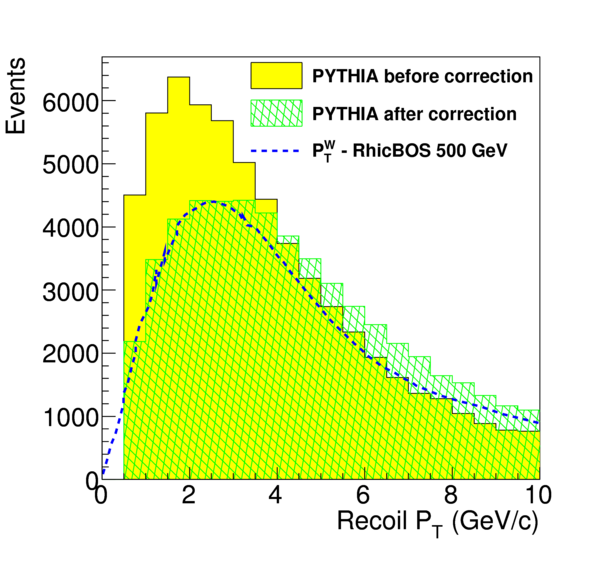 Events
6000
5000
4000
3000
2000
1000
0
0 2 4 6 8 10
Recoil P_T (GeV/c)
PYTHIA before correction
PYTHIA after correction
P_T^W - RhicBOS 500 GeV